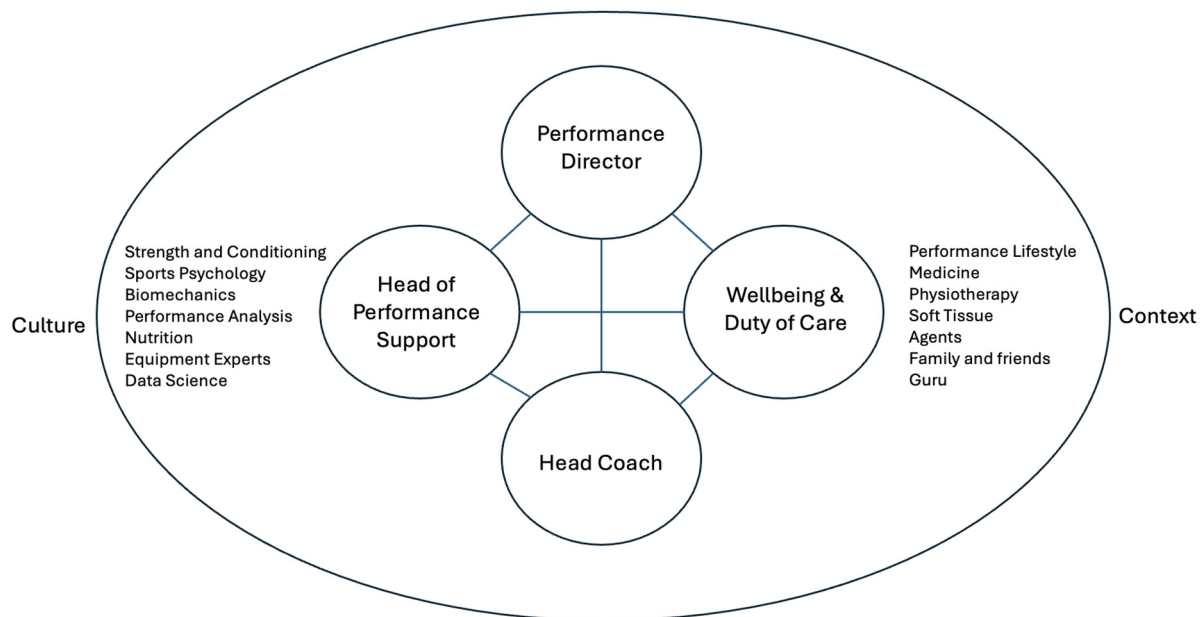 Performance
Director
Strength and Conditioning
Sports Psychology
Biomechanics
Performance Analysis
Nutrition
Equipment Experts
Data Science
Head of
Performance
Support
Wellbeing &
Duty of Care
Performance Lifestyle
Medicine
Physiotherapy
Soft Tissue
Agents
Family and friends
Guru
Culture
Context
Head Coach